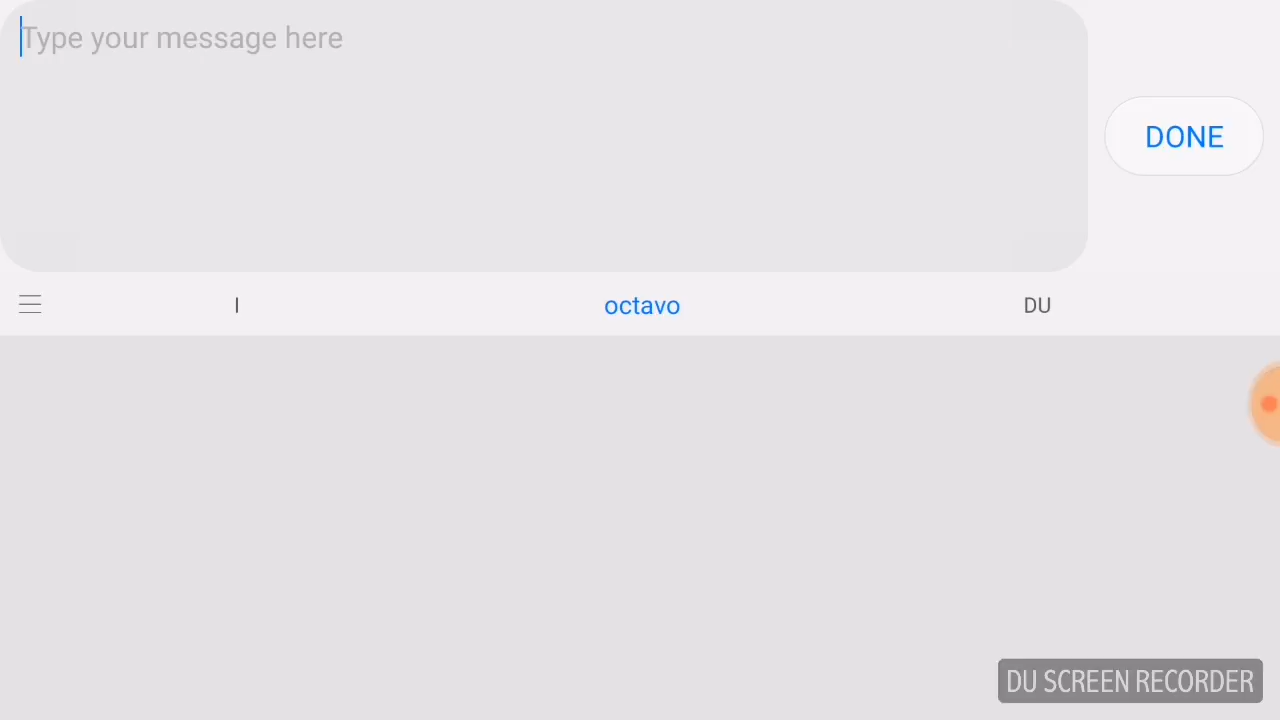 Type your message here
DONE
I
octavo
DU
DU SCREEN RECORDER